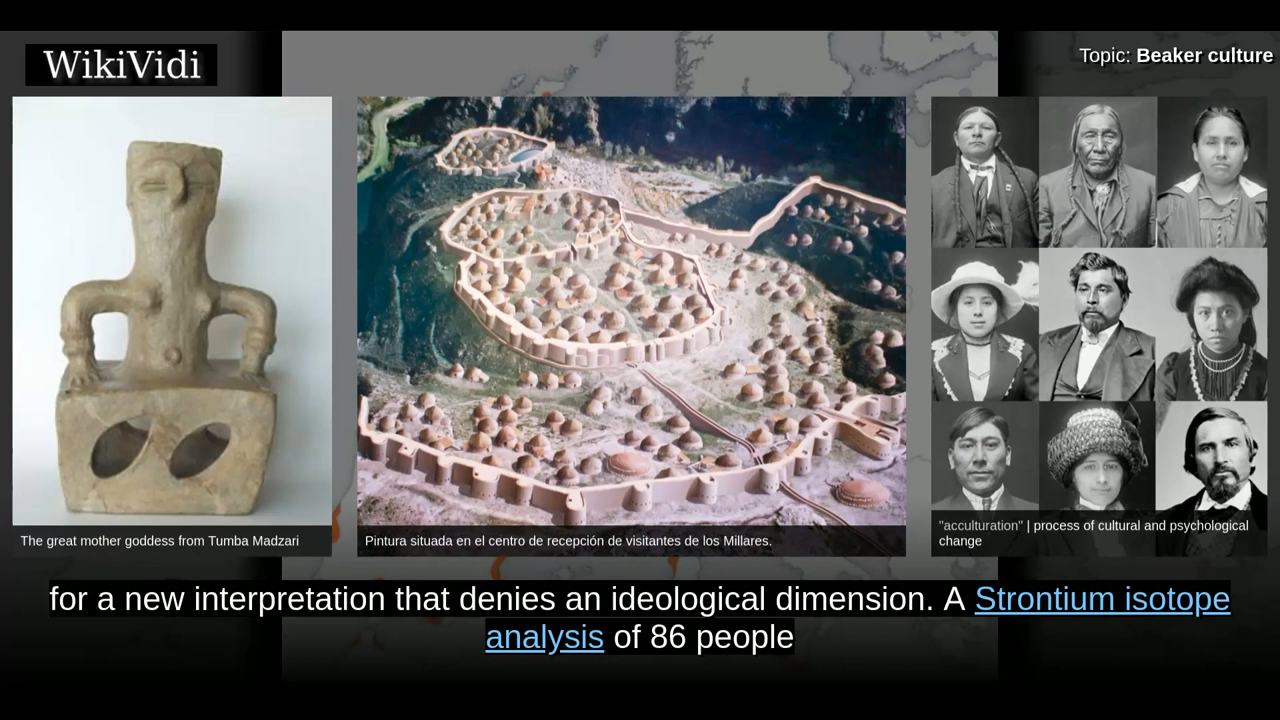 WikiVidi
Topic: Beaker culture
The great mother goddess from Tumba Madzari
Pintura situada en el centro de recepción de visitantes de los Millares.
"acculturation" | process of cultural and psychological
change
for a new interpretation that denies an ideological dimension. A Strontium isotope
analysis of 86 people